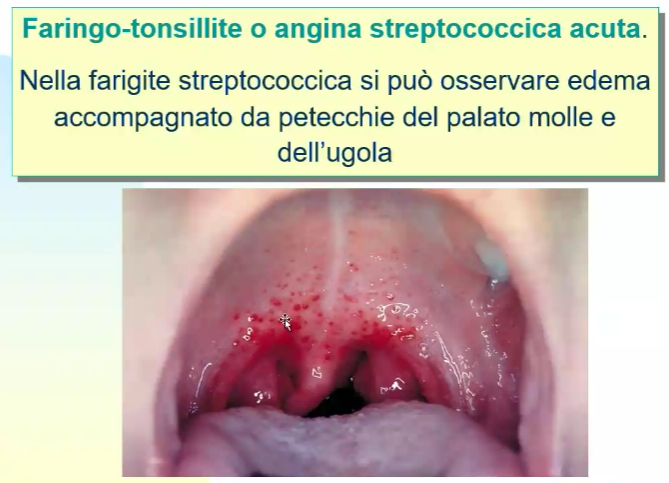 Faringo-tonsillite o angina streptococcica acuta.
Nella farigite streptococcica si può osservare edema
accompagnato da petecchie del palato molle e
dell'ugola